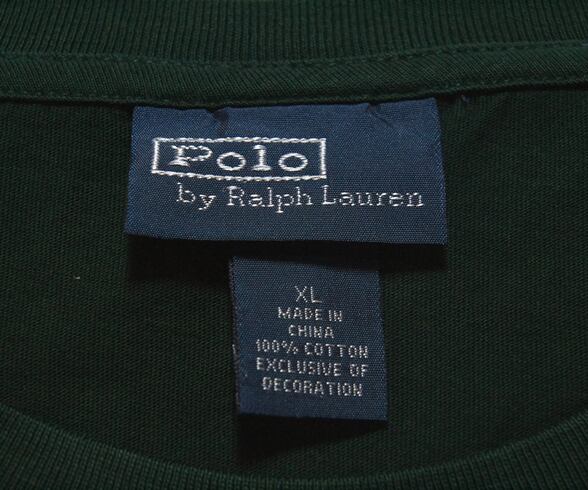 Polo
by Ralph Lauren
XL
MADE IN
CHINA
100% COTTON
EXCLUSIVE OF
DECORATION